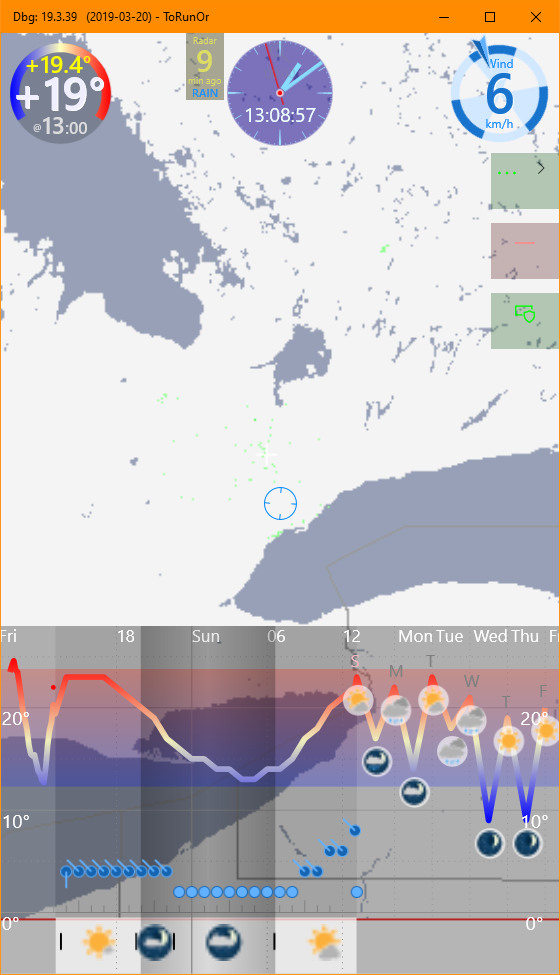 Dbg: 19.3.39 (2019-03-20) - ToRunOr
+19.4°
+19°
@13:00
Radar
9
min ago
RAIN
13:08:57
Wind
6
km/h
Fri 18 Sun 06 12 Mon Tue Wed Thu Fr
S M T W T F
20° 20°
10° 10°
0° 0°